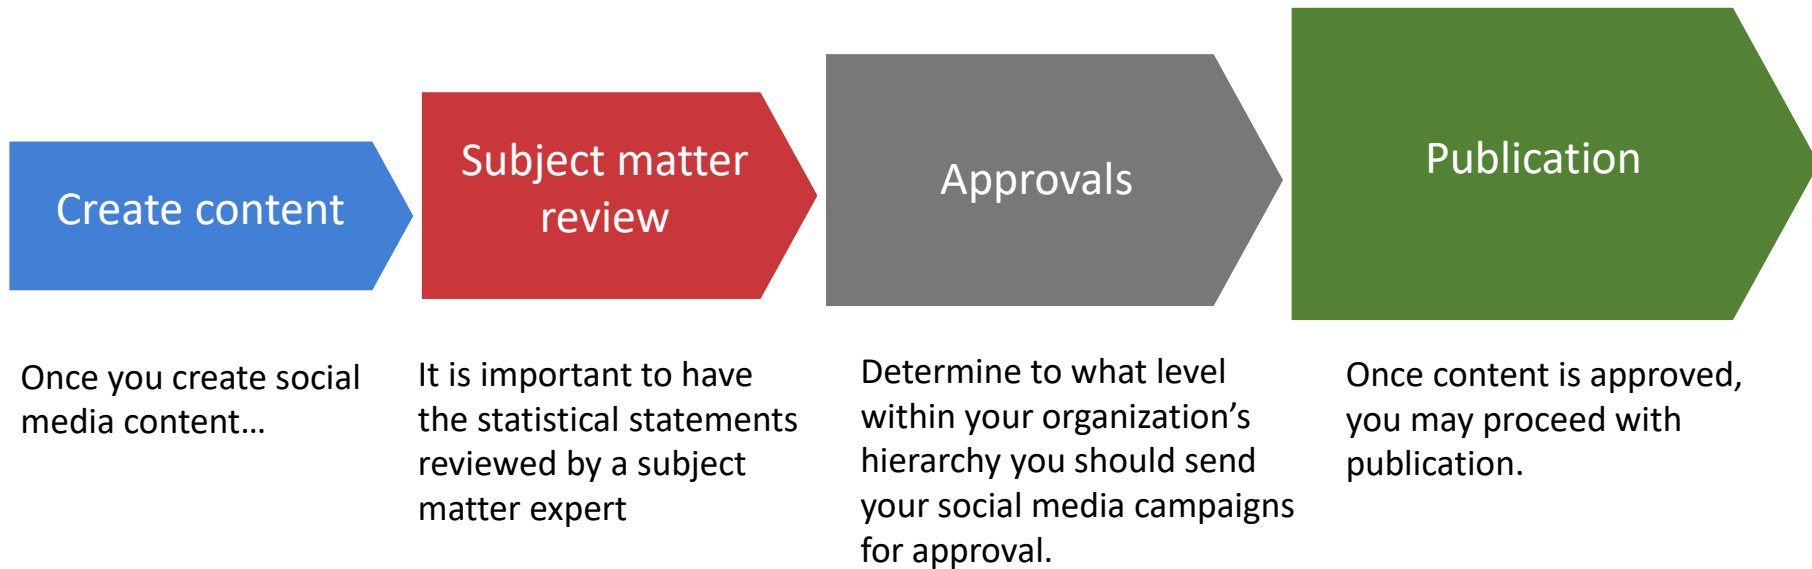 Create content
Subject matter
review
Approvals
Publication
Once you create social
media content…
It is important to have
the statistical statements
reviewed by a subject
matter expert
Determine to what level
within your organization’s
hierarchy you should send
your social media campaigns
for approval.
Once content is approved,
you may proceed with
publication.